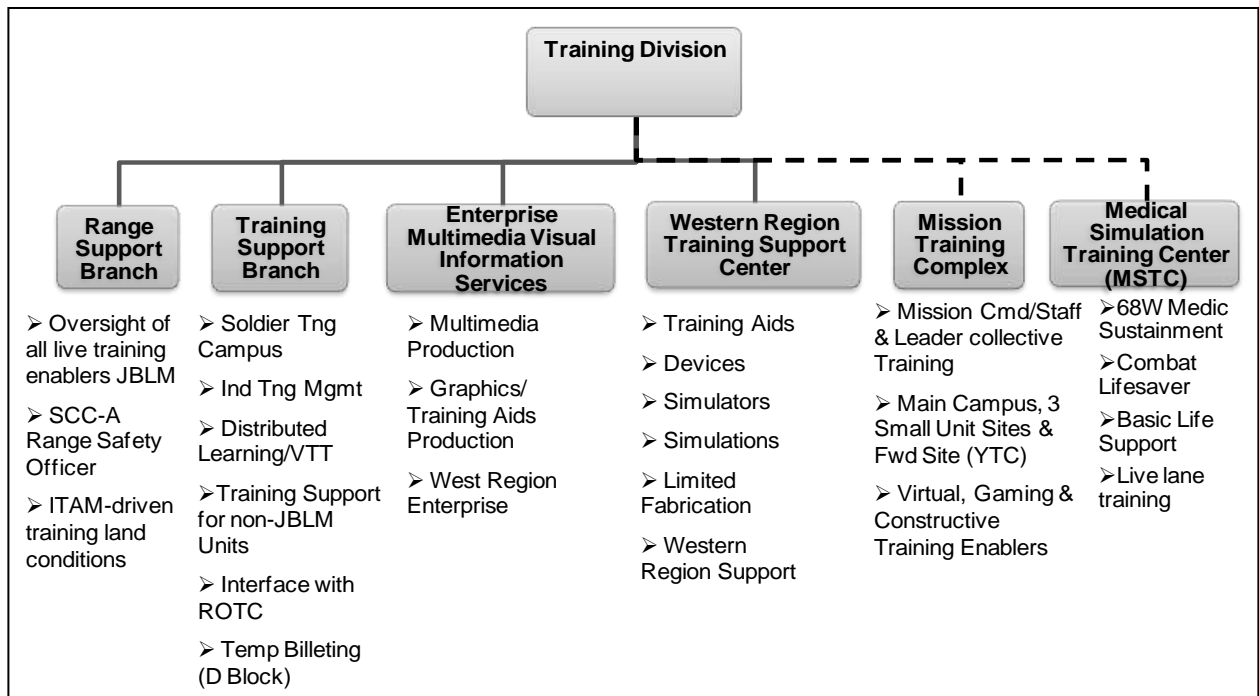 Training Division
Range
Support
Branch
➢ Oversight of
all live training
enablers JBLM
➢ SCC-A
Range Safety
Officer
➢ ITAM-driven
training land
conditions
Training
Support
Branch
➢ Soldier Tng
Campus
➢ Ind Tng Mgmt
➢ Distributed
Learning/VTT
➢Training Support
for non-JBLM
Units
➢ Interface with
ROTC
➢ Temp Billeting
(D Block)
Enterprise
Multimedia Visual
Information
Services
➢ Multimedia
Production
➢ Graphics/
Training Aids
Production
➢ West Region
Enterprise
Western Region
Training Support
Center
➢ Training Aids
➢ Devices
➢ Simulators
➢ Simulations
➢ Limited
Fabrication
➢ Western
Region Support
Mission
Training
Complex
➢ Mission Cmd/Staff
& Leader collective
Training
➢ Main Campus, 3
Small Unit Sites &
Fwd Site (YTC)
➢ Virtual, Gaming &
Constructive
Training Enablers
Medical
Simulation
Training Center
(MSTC)
➢68W Medic
Sustainment
➢Combat
Lifesaver
➢Basic Life
Support
➢Live lane
training